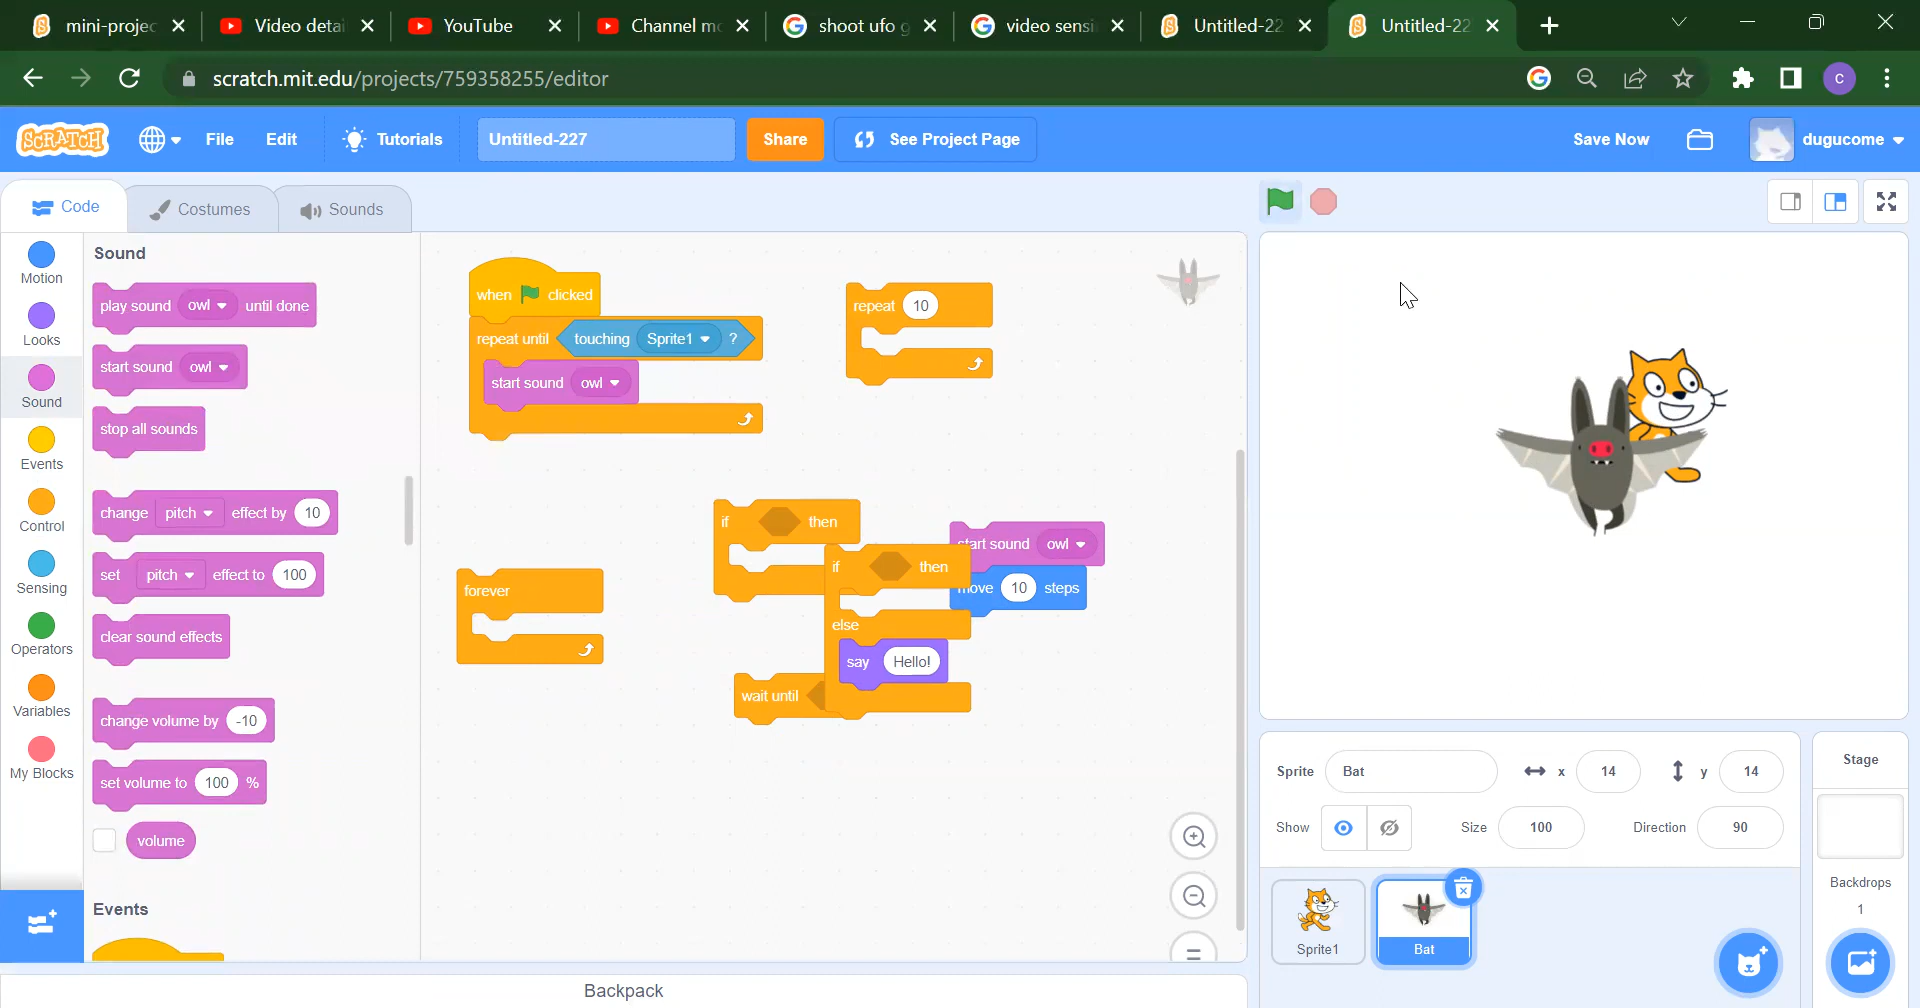 mini-projec
Video detai
YouTube
Channel mo
shoot ufo g
video sensi
Untitled-22
Untitled-22
scratch.mit.edu/projects/759358255/editor
C
SCRATCH
File
Edit
Tutorials
Untitled-227
Share
See Project Page
Save Now
dugucome
Code
Costumes
Sounds
Motion
Looks
Sound
Events
Control
Sensing
Operators
Variables
My Blocks
Sound
play sound owl until done
start sound owl
stop all sounds
change pitch effect by 10
set pitch effect to 100
clear sound effects
change volume by -10
set volume to 100 %
volume
Events
when clicked
repeat until touching Sprite1 ?
start sound owl
repeat 10
forever
if then
start sound owl
move 10 steps
if then
else
say Hello!
wait until
Sprite Bat x 14 y 14
Show Size 100 Direction 90
Sprite1
Bat
Stage
Backdrops
1
Backpack